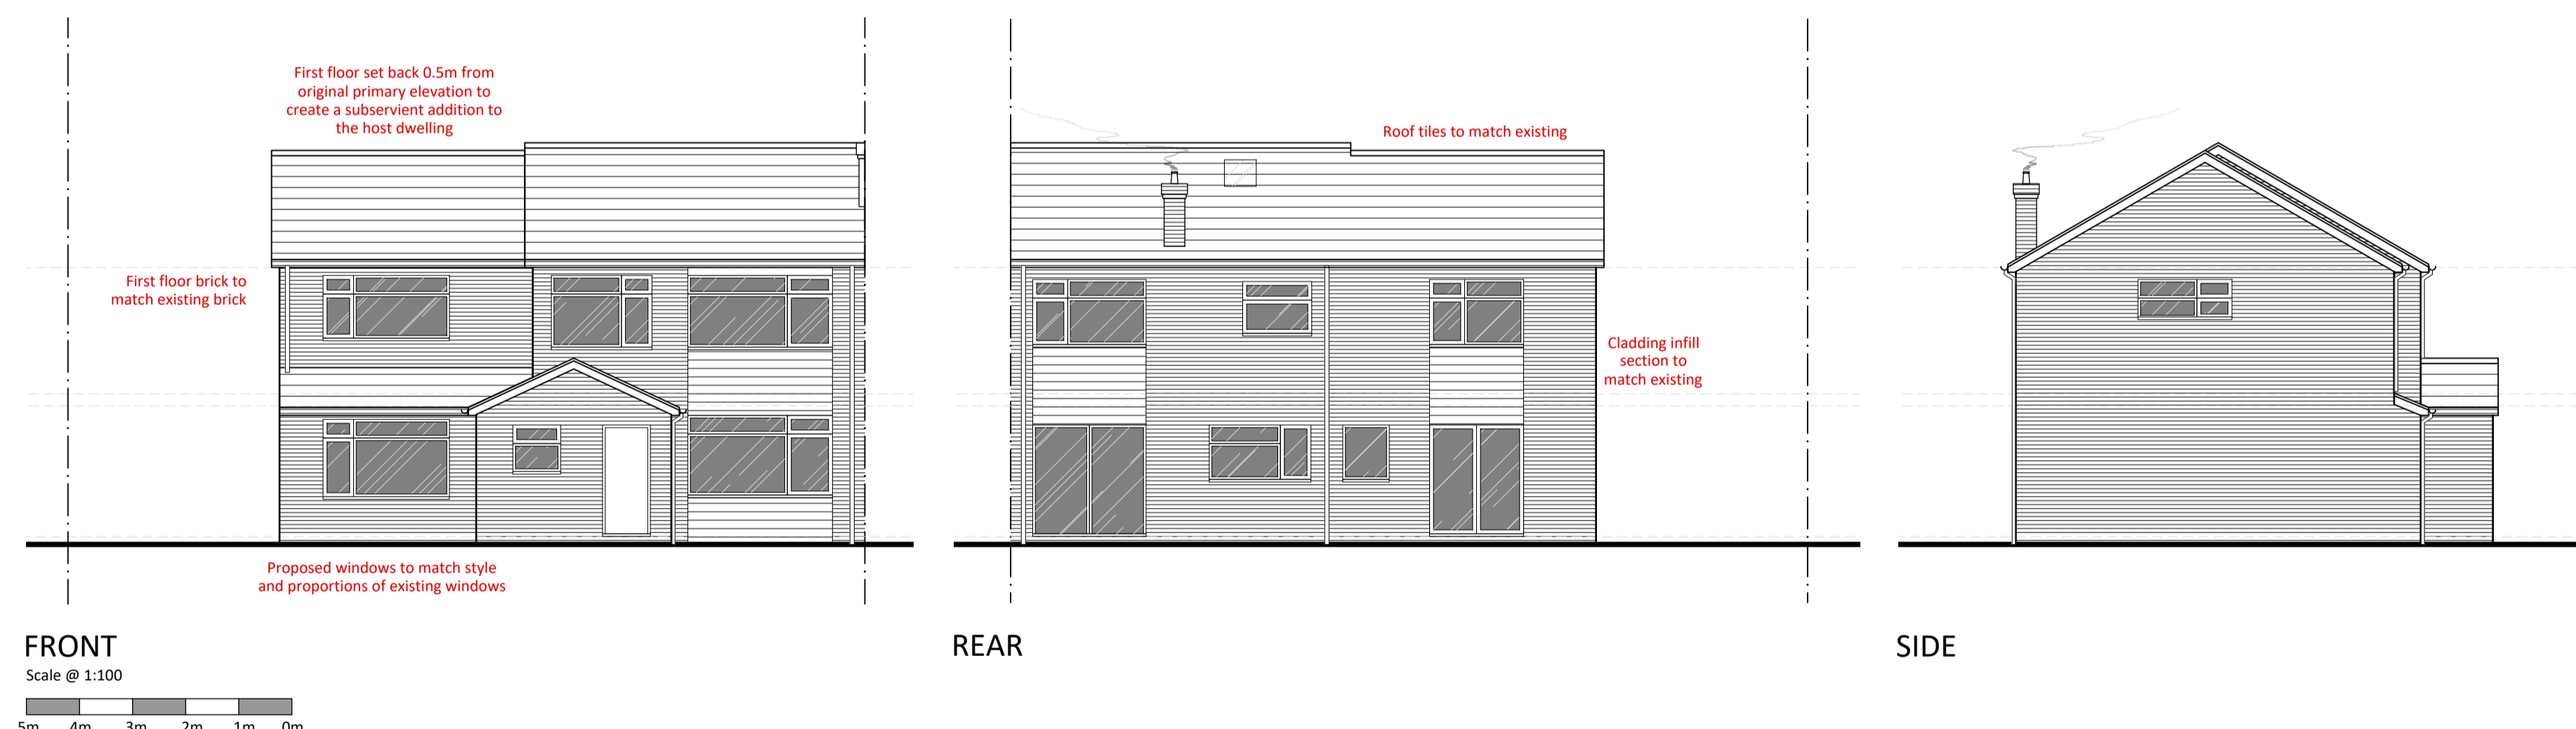 First floor set back 0.5m from
original primary elevation to
create a subservient addition to
the host dwelling
First floor brick to
match existing brick
Proposed windows to match style
and proportions of existing windows
Roof tiles to match existing
Cladding infill
section to
match existing
FRONT
Scale @ 1:100
5m 4m 3m 2m 1m 0m
REAR
SIDE